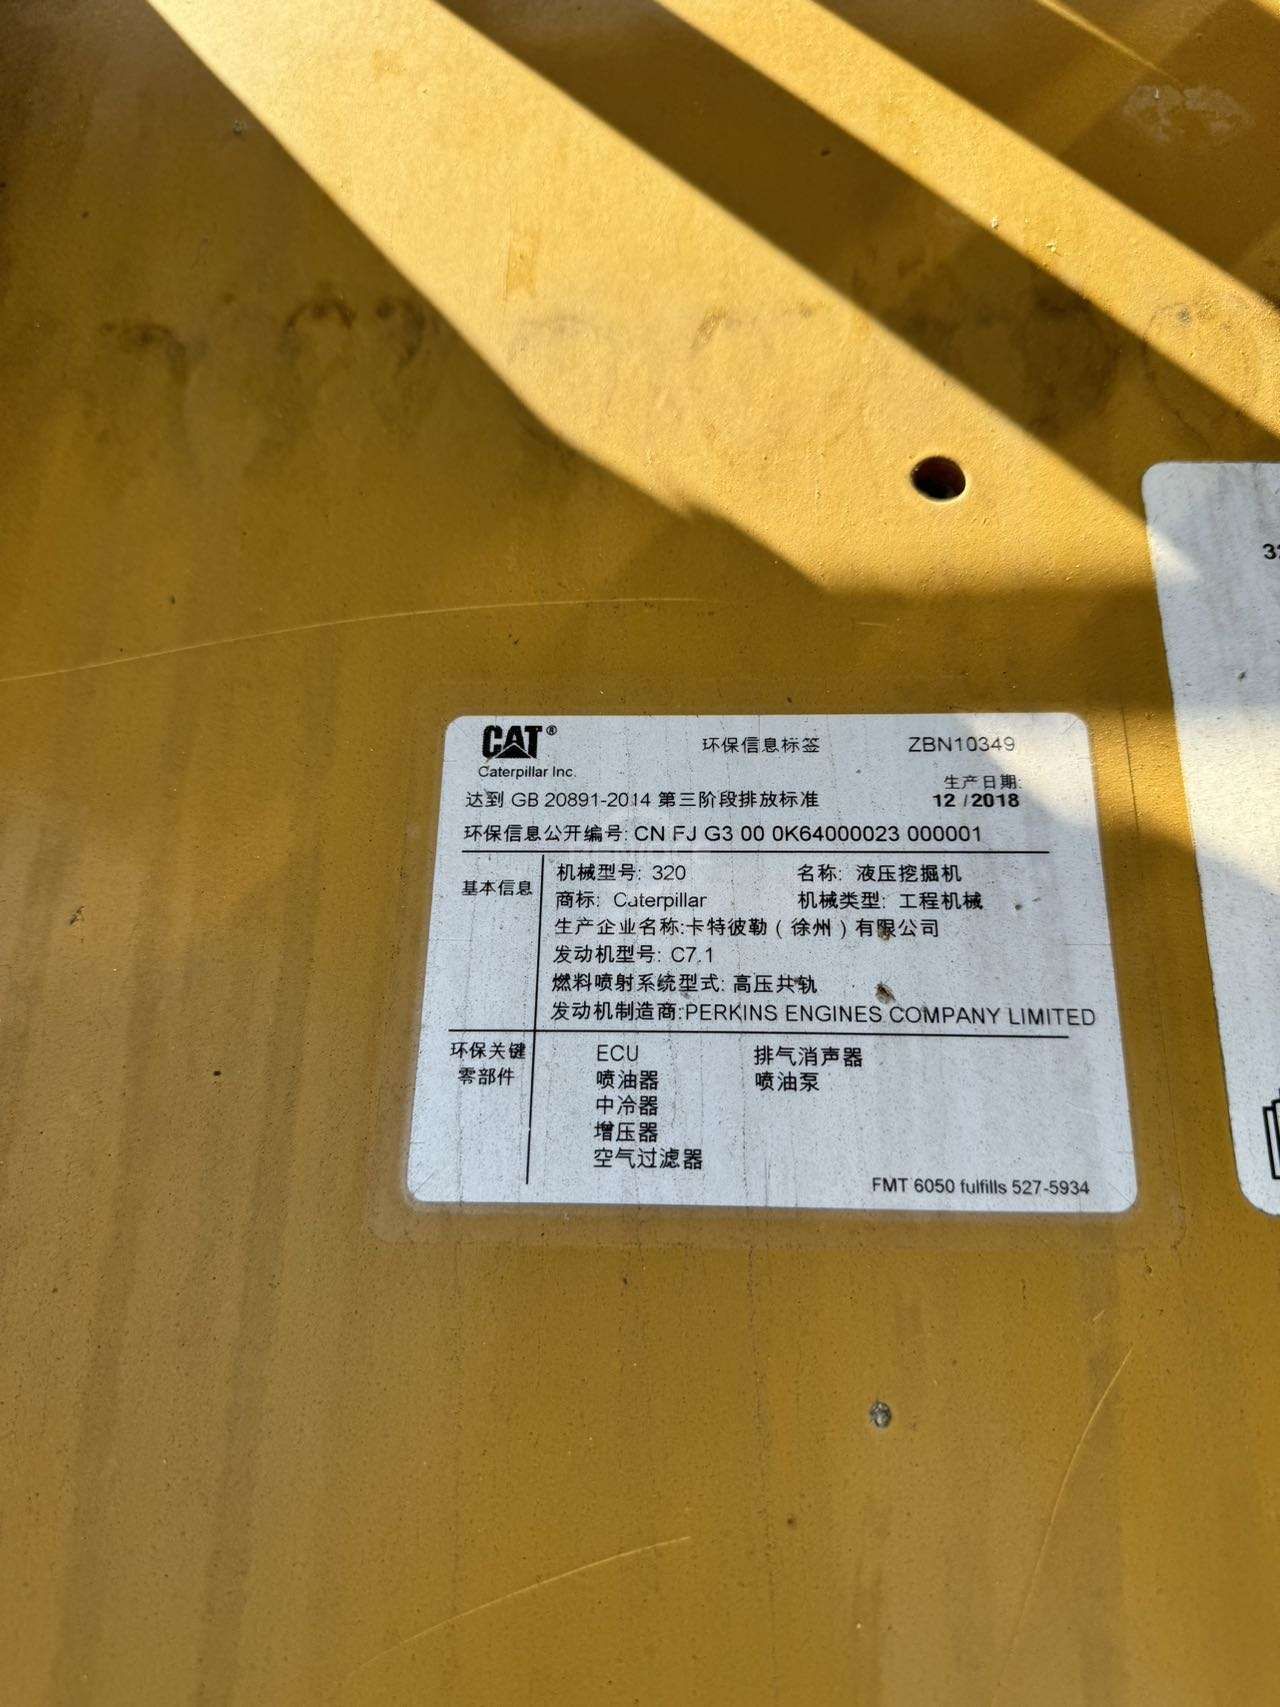 CAT® 环保信息标签 ZBN10349
Caterpillar Inc.
生产日期:
达到 GB 20891-2014 第三阶段排放标准 12 /2018
环保信息公开编号: CN FJ G3 00 0K64000023 000001
基本信息
机械型号: 320 名称: 液压挖掘机
商标: Caterpillar 机械类型: 工程机械
生产企业名称:卡特彼勒（徐州）有限公司
发动机型号: C7.1
燃料喷射系统型式: 高压共轨
发动机制造商:PERKINS ENGINES COMPANY LIMITED
环保关键
零部件
ECU 排气消声器
喷油器 喷油泵
中冷器
增压器
空气过滤器
FMT 6050 fulfills 527-5934